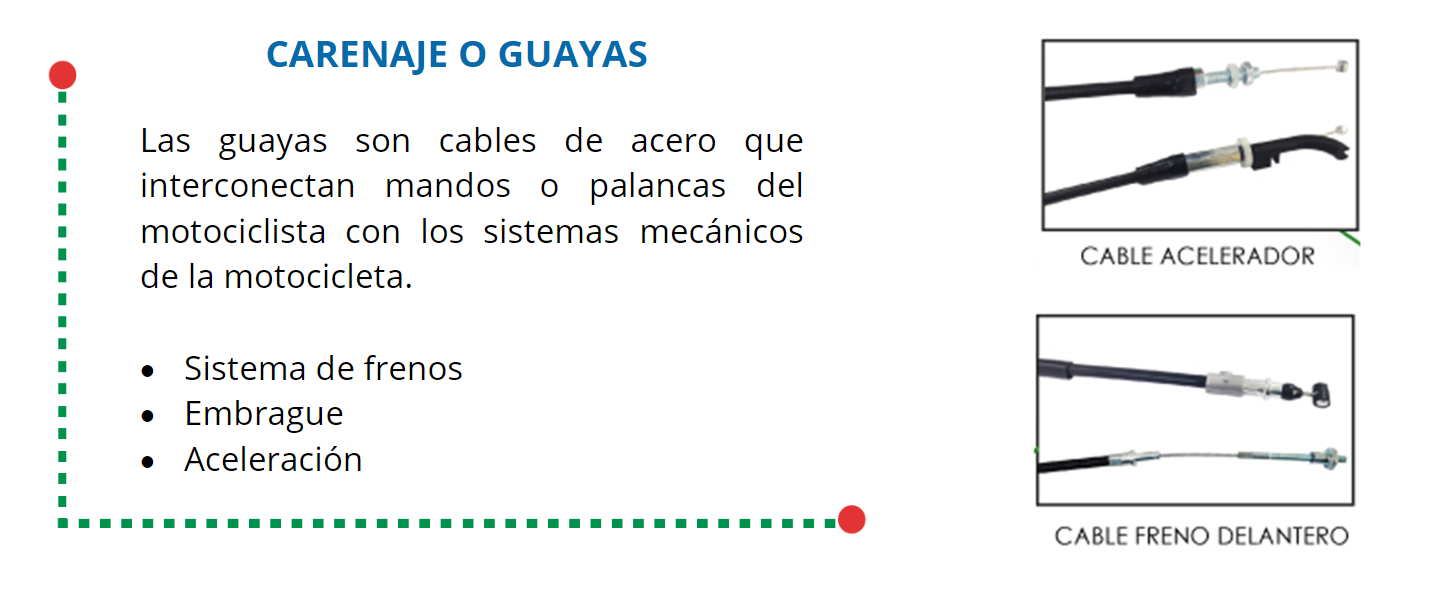 CARENAJE O GUAYAS
Las guayas son cables de acero que
interconectan mandos o palancas del
motociclista con los sistemas mecánicos
de la motocicleta.
• Sistema de frenos
• Embrague
• Aceleración
CABLE ACELERADOR
CABLE FRENO DELANTERO